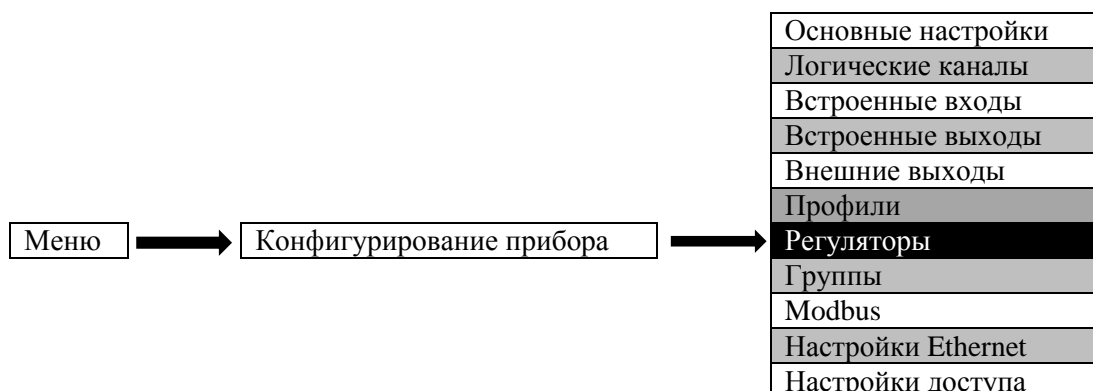 Основные настройки
Логические каналы
Встроенные входы
Встроенные выходы
Внешние выходы
Профили
Меню
Конфигурирование прибора
Регуляторы
Группы
Modbus
Настройки Ethernet
Настройки доступа